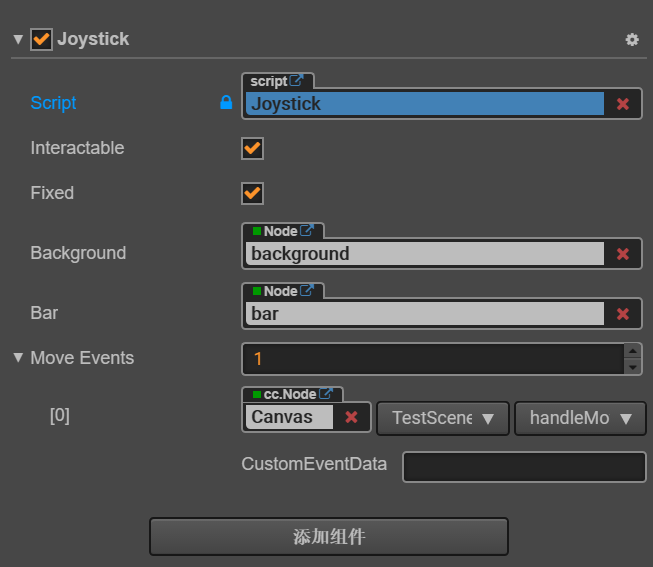 Joystick
script
Script
Joystick
Interactable
Fixed
Node
Background
background
Node
Bar
bar
Move Events
1
cc.Node
[0]
Canvas
TestScene
handleMo
CustomEventData
添加组件